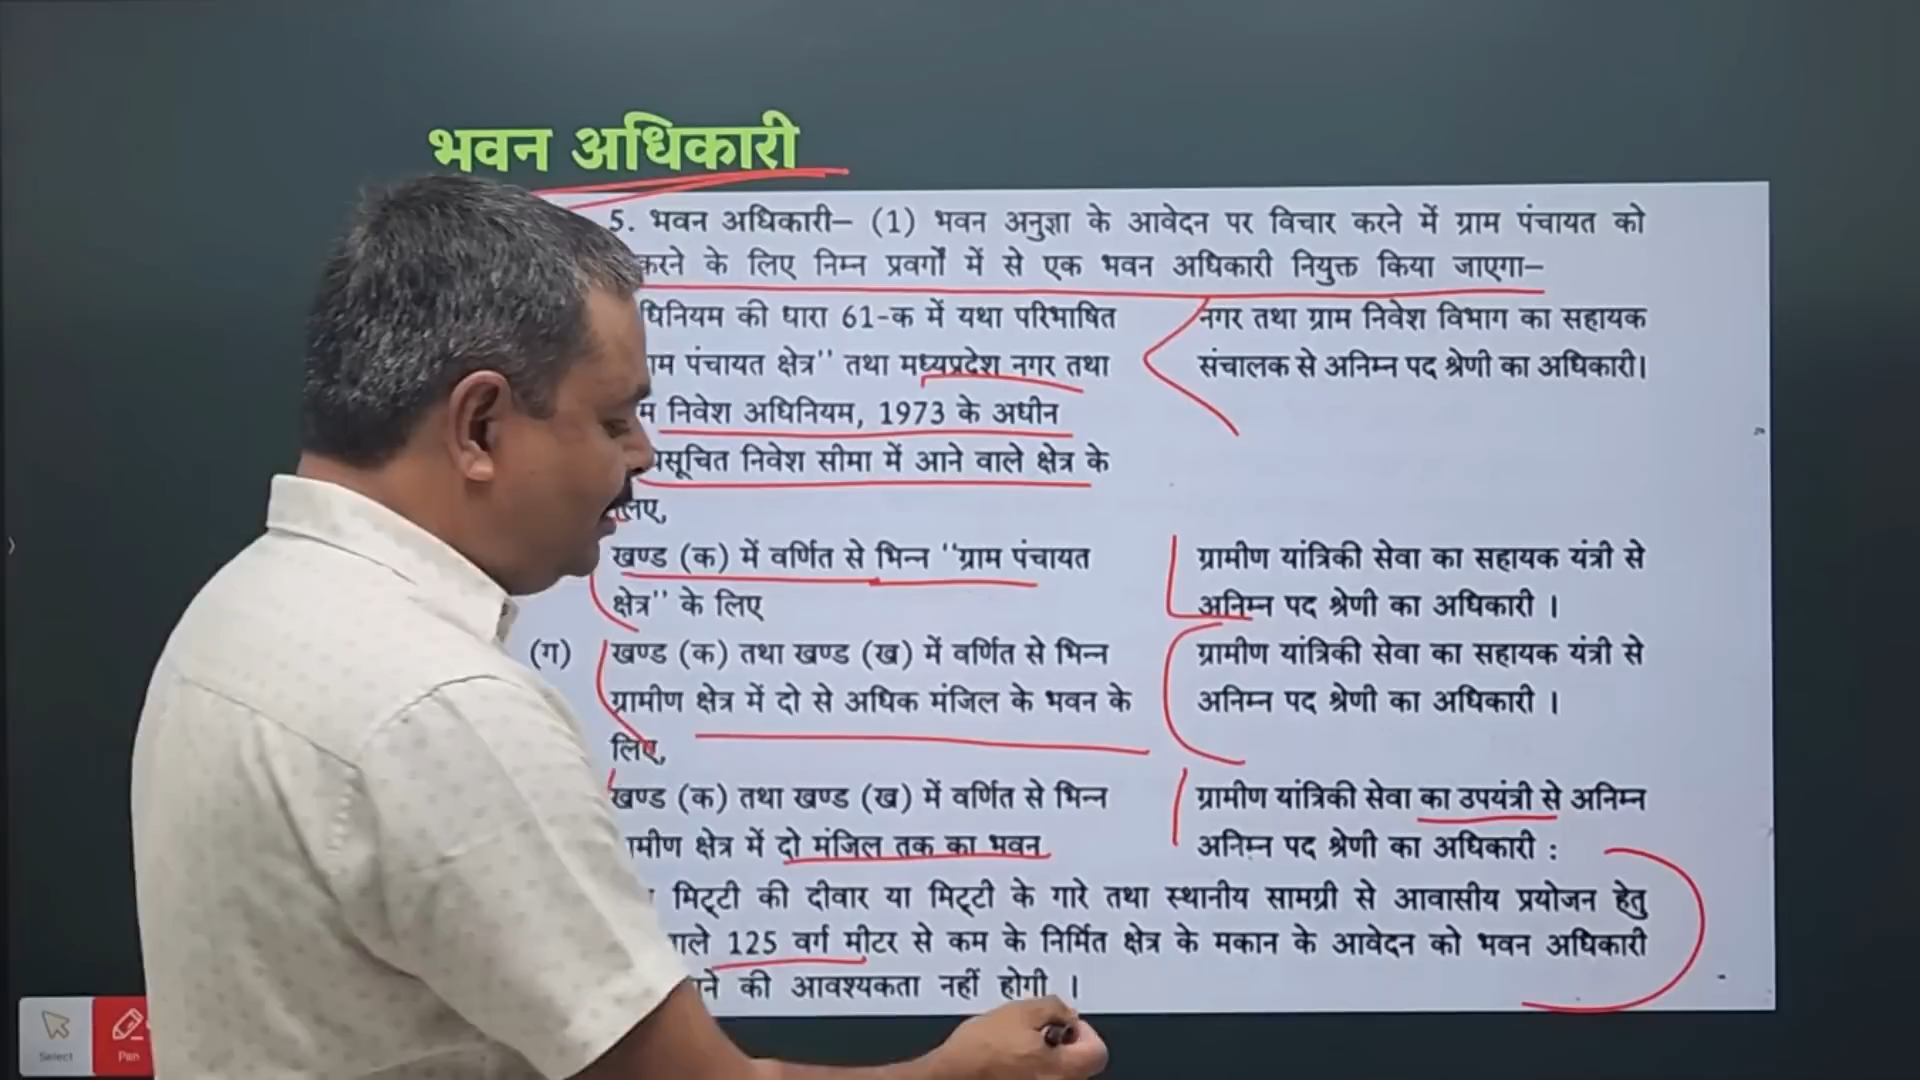 भवन अधिकारी
5. भवन अधिकारी– (1) भवन अनुज्ञा के आवेदन पर विचार करने में ग्राम पंचायत को
करने के लिए निम्न प्रवर्गों में से एक भवन अधिकारी नियुक्त किया जाएगा–
की धारा 61-क में यथा परिभाषित
पंचायत क्षेत्र'' तथा मध्यप्रदेश नगर तथा
निवेश अधिनियम, 1973 के अधीन
निवेश सीमा में आने वाले क्षेत्र के
नगर तथा ग्राम निवेश विभाग का सहायक
संचालक से अनिम्न पद श्रेणी का अधिकारी।
खण्ड (क) में वर्णित से भिन्न ''ग्राम पंचायत
क्षेत्र'' के लिए
ग्रामीण यांत्रिकी सेवा का सहायक यंत्री से
अनिम्न पद श्रेणी का अधिकारी ।
(ग) खण्ड (क) तथा खण्ड (ख) में वर्णित से भिन्न
ग्रामीण क्षेत्र में दो से अधिक मंजिल के भवन के
लिए,
ग्रामीण यांत्रिकी सेवा का सहायक यंत्री से
अनिम्न पद श्रेणी का अधिकारी ।
खण्ड (क) तथा खण्ड (ख) में वर्णित से भिन्न
क्षेत्र में दो मंजिल तक का भवन
ग्रामीण यांत्रिकी सेवा का उपयंत्री से अनिम्न
अनिम्न पद श्रेणी का अधिकारी :
मिट्टी की दीवार या मिट्टी के गारे तथा स्थानीय सामग्री से आवासीय प्रयोजन हेतु
125 वर्ग मीटर से कम के निर्मित क्षेत्र के मकान के आवेदन को भवन अधिकारी
की आवश्यकता नहीं होगी ।
Select
Pen